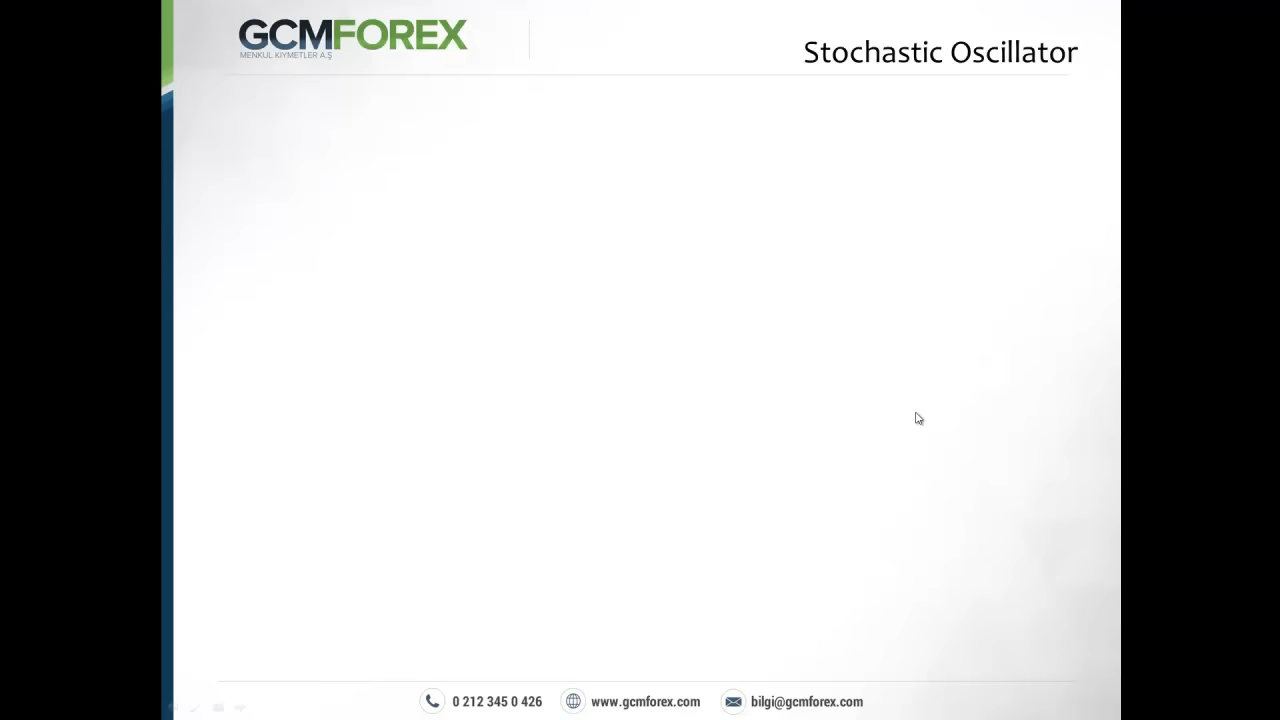 GCMFOREX
MENKUL KIYMETLER A.Ş
Stochastic Oscillator
0 212 345 0 426
www.gcmforex.com
bilgi@gcmforex.com